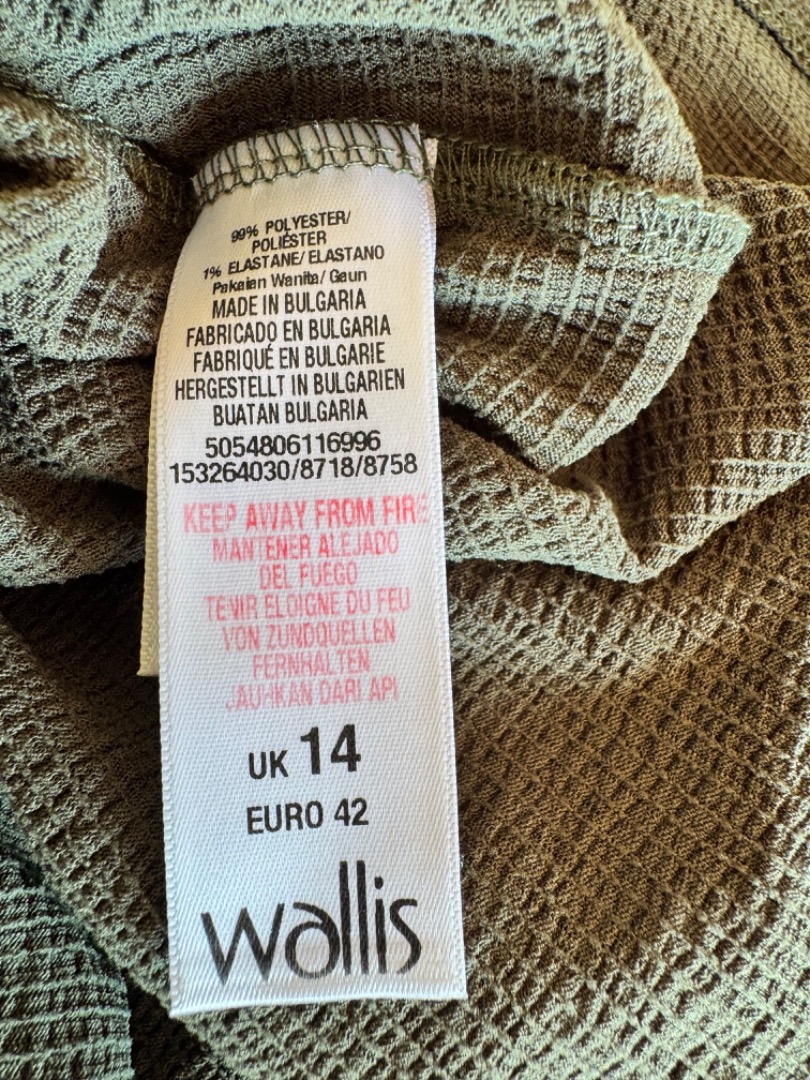 99% POLYESTER/
POLIÉSTER
1% ELASTANE/ ELASTANO
Pakaian Wanita/ Gaun
MADE IN BULGARIA
FABRICADO EN BULGARIA
FABRIQUÉ EN BULGARIE
HERGESTELLT IN BULGARIEN
BUATAN BULGARIA
5054806116996
153264030/8718/8758
KEEP AWAY FROM FIRE
MANTENER ALEJADO
DEL FUEGO
TENIR ELOIGNE DU FEU
VON ZUNDQUELLEN
FERNHALTEN
JAUHKAN DARI API
UK 14
EURO 42
wallis